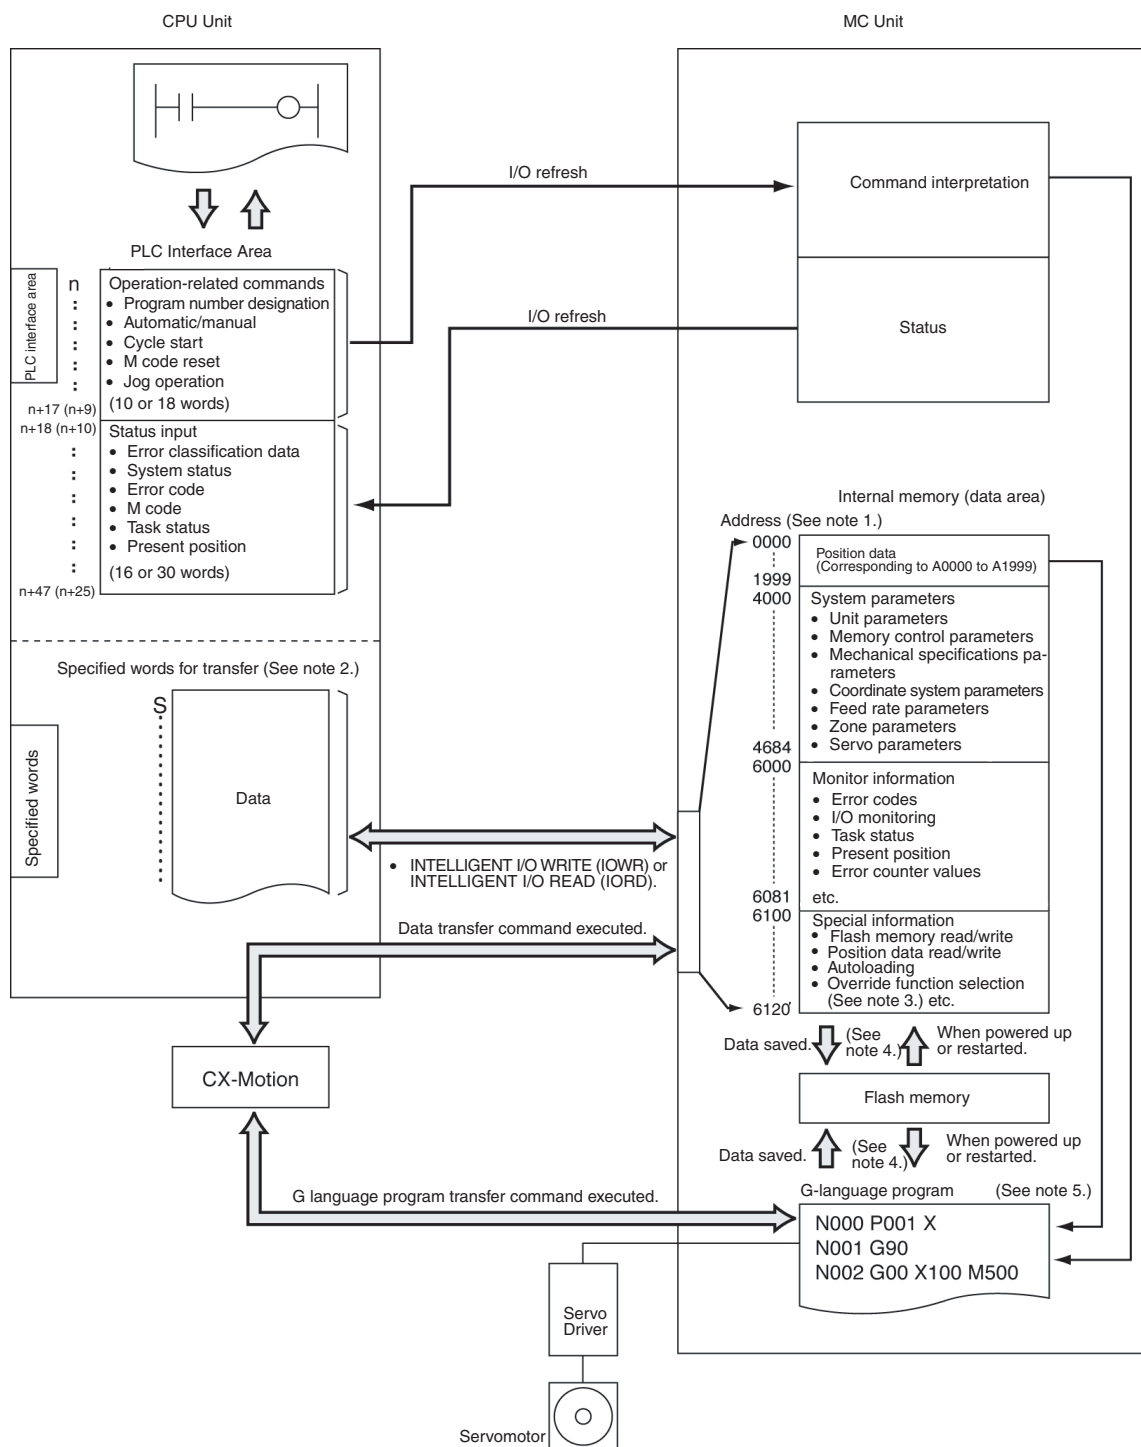 CPU Unit
MC Unit
I/O refresh
Command interpretation
PLC Interface Area
PLC interface area
n
Operation-related commands
• Program number designation
• Automatic/manual
• Cycle start
• M code reset
• Jog operation
(10 or 18 words)
n+17 (n+9)
I/O refresh
Status
n+18 (n+10)
Status input
• Error classification data
• System status
• Error code
• M code
• Task status
• Present position
(16 or 30 words)
n+47 (n+25)
Internal memory (data area)
Address (See note 1.)
0000
Position data
(Corresponding to A0000 to A1999)
1999
4000
System parameters
• Unit parameters
• Memory control parameters
• Mechanical specifications pa-
rameters
• Coordinate system parameters
• Feed rate parameters
• Zone parameters
• Servo parameters
4684
6000
Monitor information
• Error codes
• I/O monitoring
• Task status
• Present position
• Error counter values
etc.
6081
6100
Special information
• Flash memory read/write
• Position data read/write
• Autoloading
• Override function selection
(See note 3.) etc.
6120
Specified words for transfer (See note 2.)
S
Specified words
Data
• INTELLIGENT I/O WRITE (IOWR) or
INTELLIGENT I/O READ (IORD).
Data transfer command executed.
CX-Motion
Data saved.
(See
note 4.)
When powered up
or restarted.
Flash memory
Data saved.
(See
note 4.)
When powered up
or restarted.
G language program transfer command executed.
G-language program
(See note 5.)
N000 P001 X
N001 G90
N002 G00 X100 M500
Servo
Driver
Servomotor